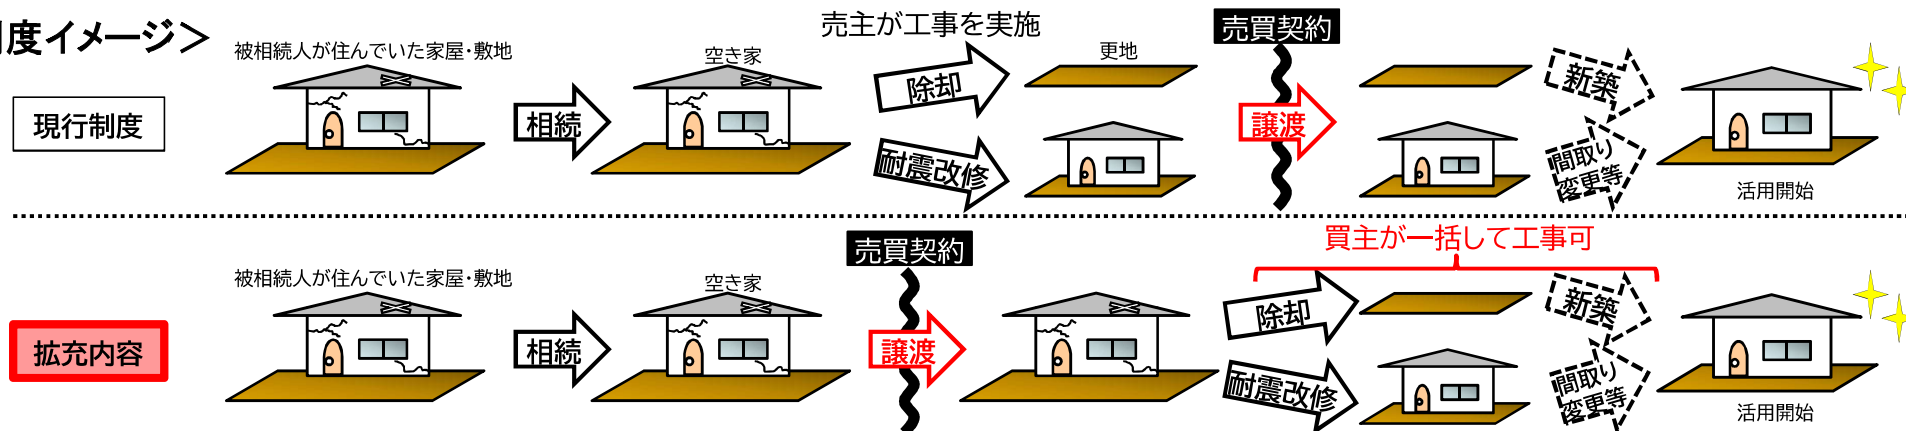 度イメージ＞
売主が工事を実施
売買契約
被相続人が住んでいた家屋・敷地
空き家
更地
現行制度
相続
除却
耐震改修
譲渡
新築
間取り
変更等
活用開始
買主が一括して工事可
売買契約
被相続人が住んでいた家屋・敷地
空き家
拡充内容
相続
譲渡
除却
耐震改修
新築
間取り
変更等
活用開始